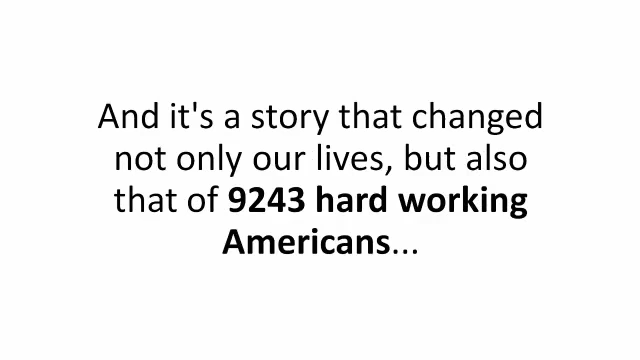 And it's a story that changed
not only our lives, but also
that of 9243 hard working
Americans...